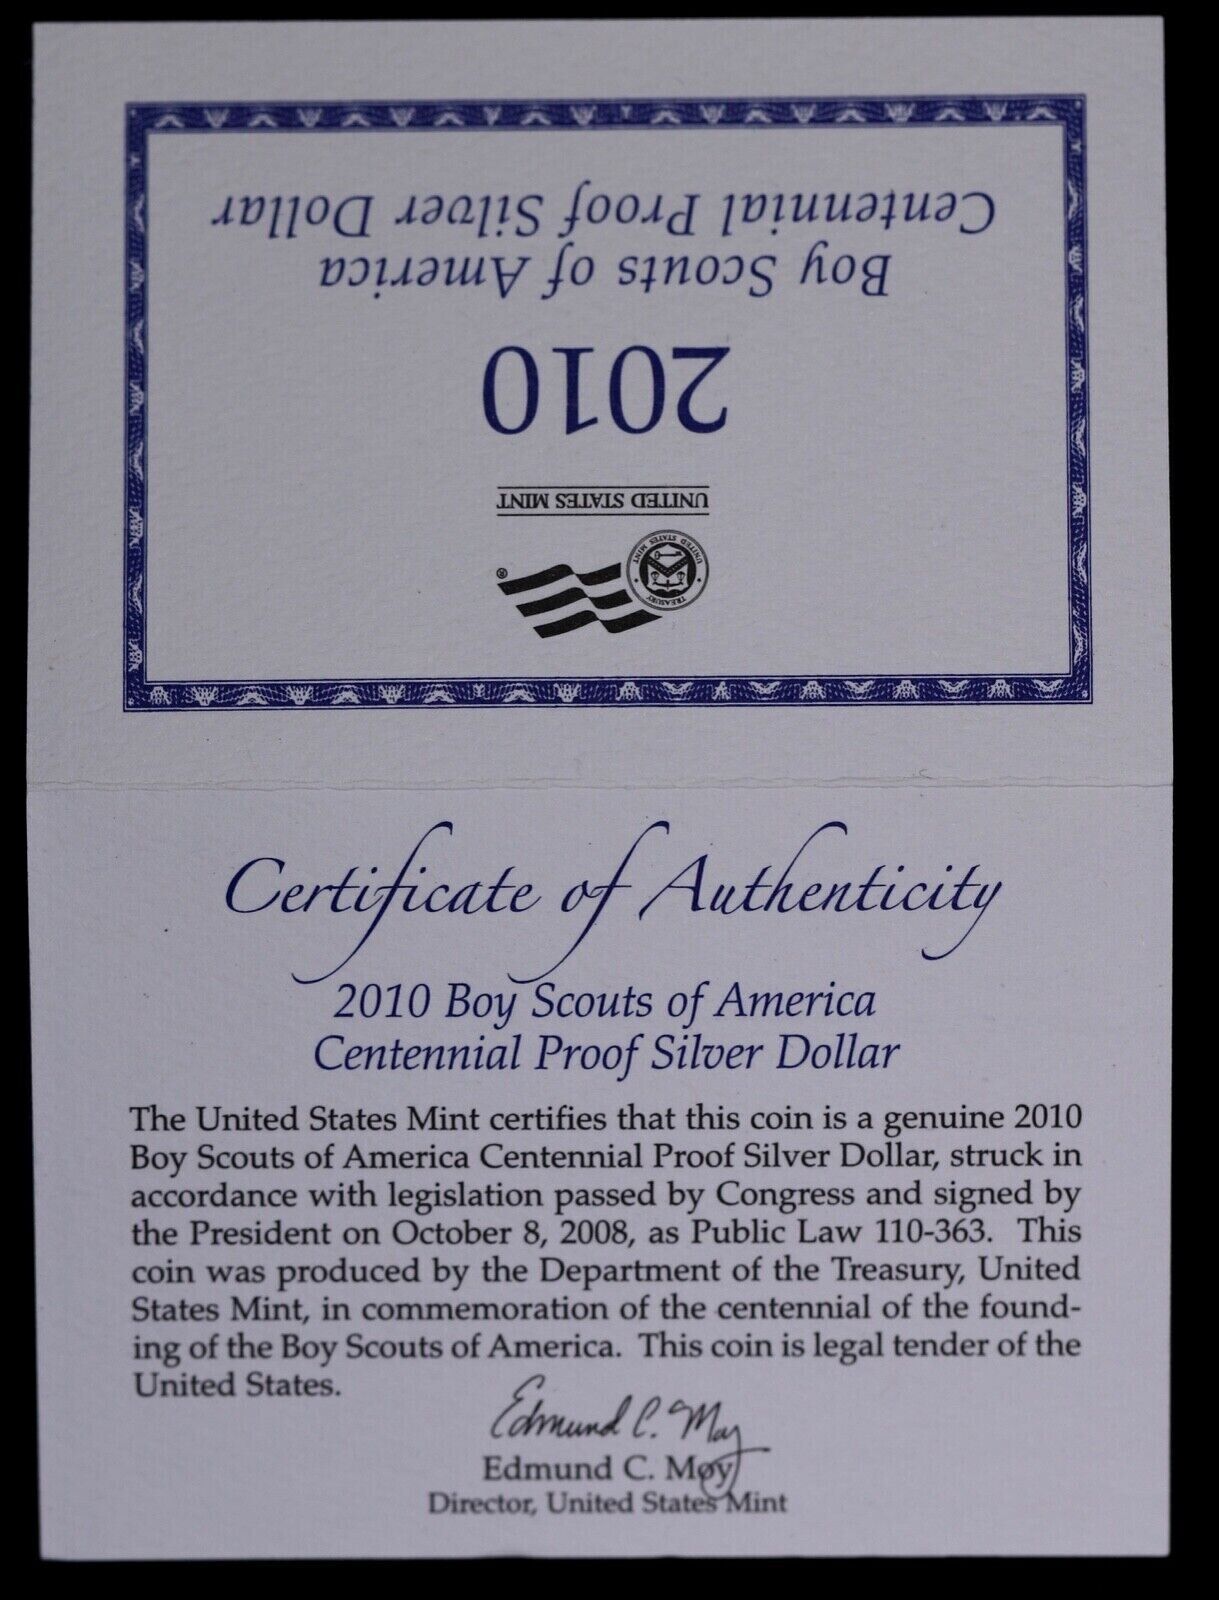 Boy Scouts of America
Centennial Proof Silver Dollar
2010
UNITED STATES MINT
UNITED STATES MINT
TREASURY
®
Certificate of Authenticity
2010 Boy Scouts of America
Centennial Proof Silver Dollar
The United States Mint certifies that this coin is a genuine 2010
Boy Scouts of America Centennial Proof Silver Dollar, struck in
accordance with legislation passed by Congress and signed by
the President on October 8, 2008, as Public Law 110-363. This
coin was produced by the Department of the Treasury, United
States Mint, in commemoration of the centennial of the found-
ing of the Boy Scouts of America. This coin is legal tender of the
United States.
Edmund C. Moy
Edmund C. Moy
Director, United States Mint